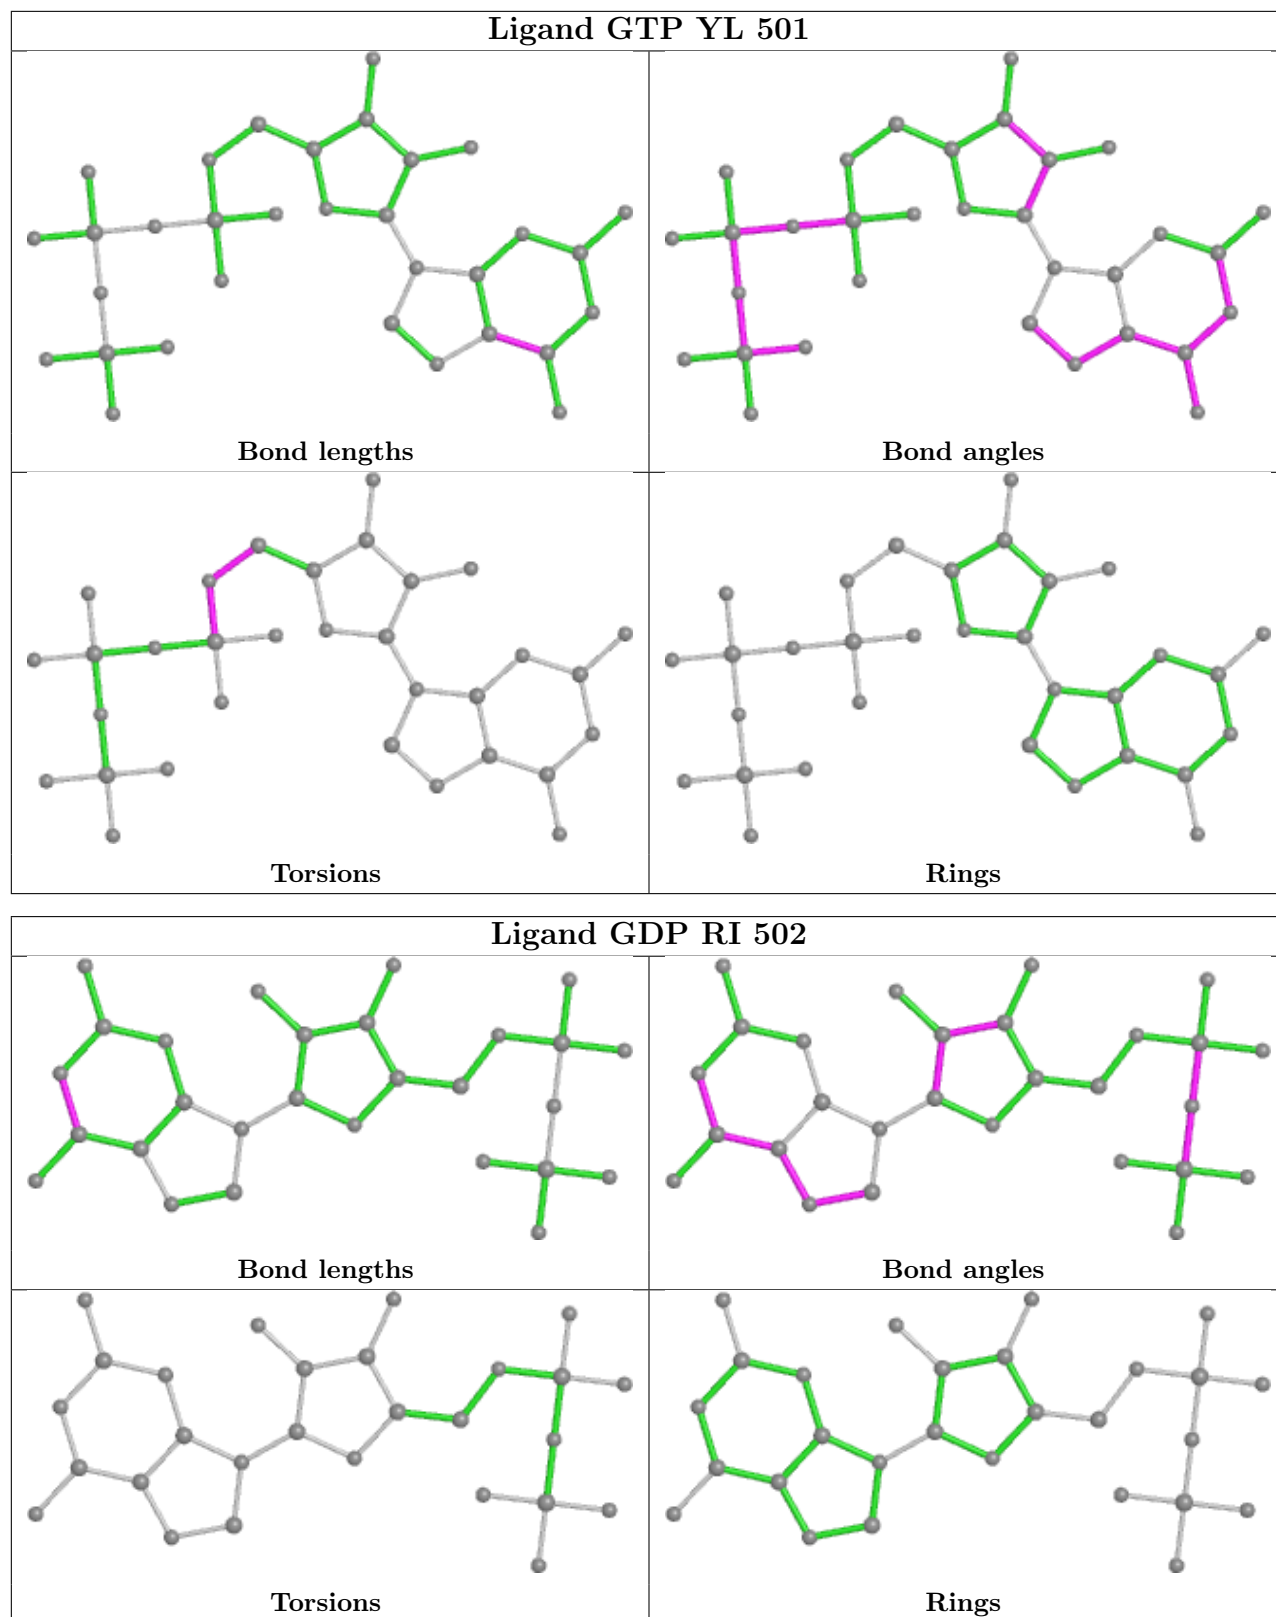 Ligand GTP YL 501
Bond lengths
Bond angles
Torsions
Rings
Ligand GDP RI 502
Bond lengths
Bond angles
Torsions
Rings